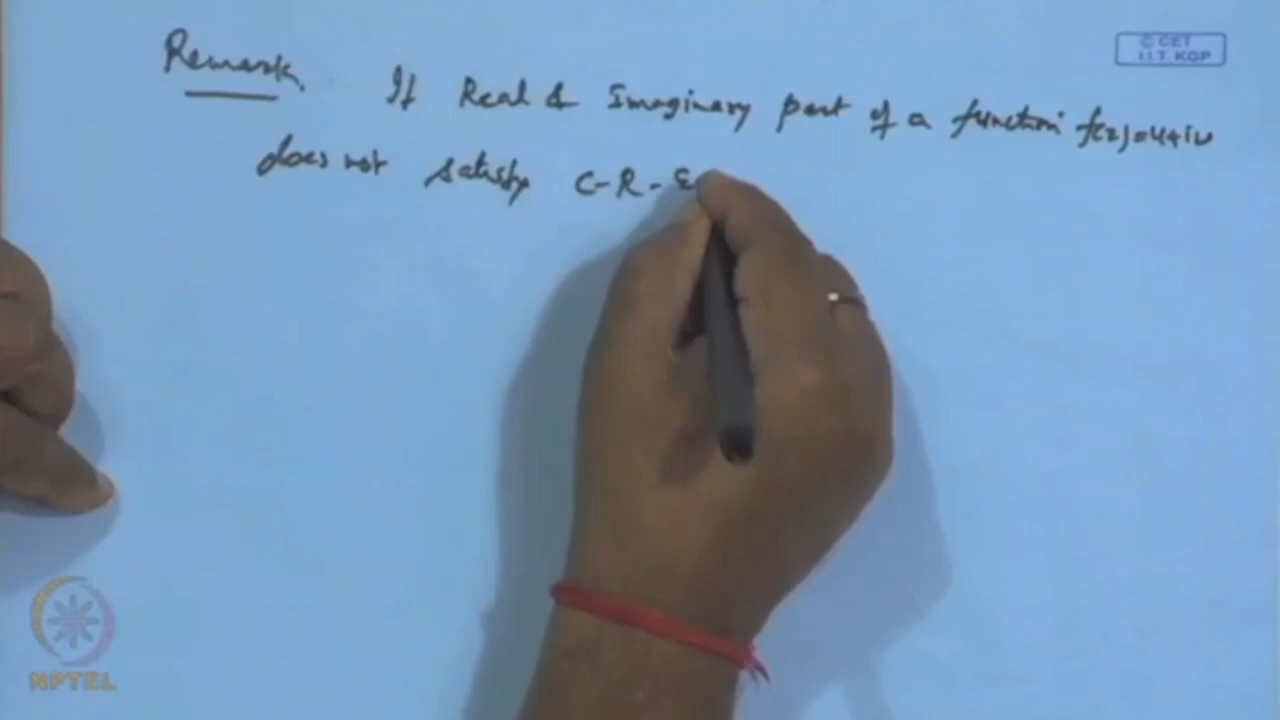 © CET
I.I.T. KGP
Remark If Real & Imaginary part of a function f(z)=u+iv
does not satisfy C-R-E
NPTEL